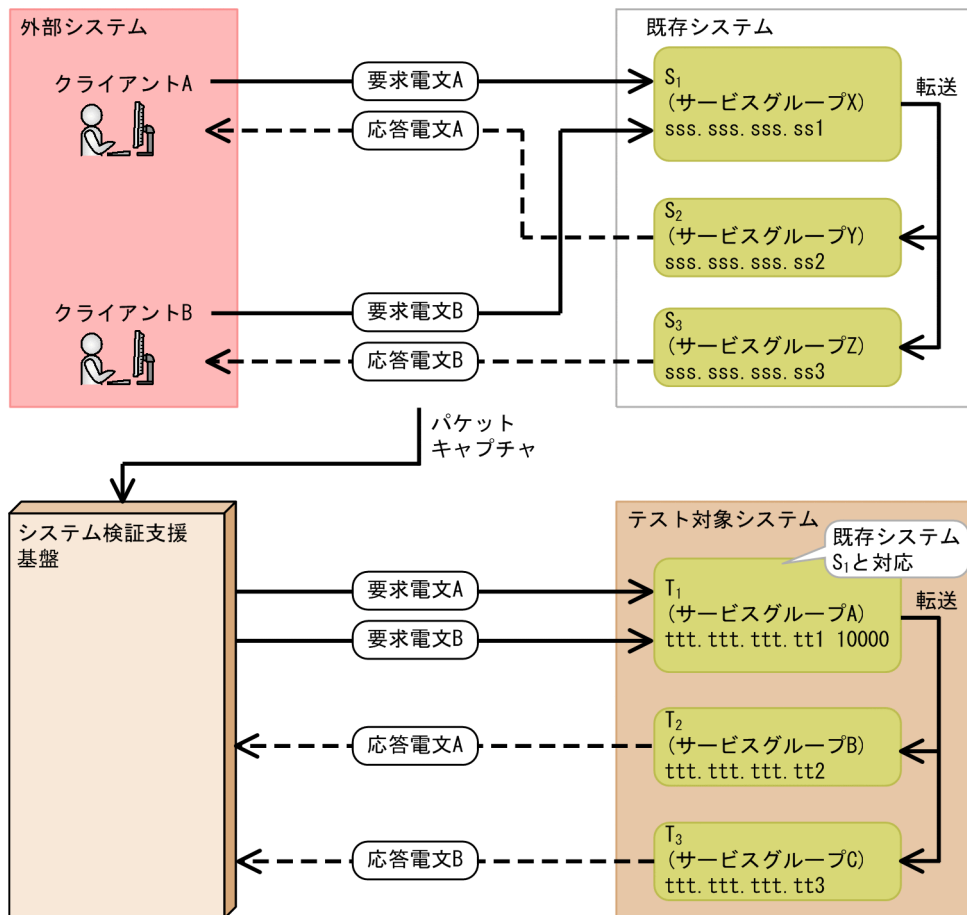 外部システム
クライアントA
要求電文A
応答電文A
クライアントB
要求電文B
応答電文B
既存システム
S₁
(サービスグループX)
sss.sss.sss.ss1
転送
S₂
(サービスグループY)
sss.sss.sss.ss2
S₃
(サービスグループZ)
sss.sss.sss.ss3
パケット
キャプチャ
システム検証支援
基盤
要求電文A
要求電文B
応答電文A
応答電文B
テスト対象システム
既存システム
S₁と対応
T₁
(サービスグループA)
ttt.ttt.ttt.tt1 10000
転送
T₂
(サービスグループB)
ttt.ttt.ttt.tt2
T₃
(サービスグループC)
ttt.ttt.ttt.tt3